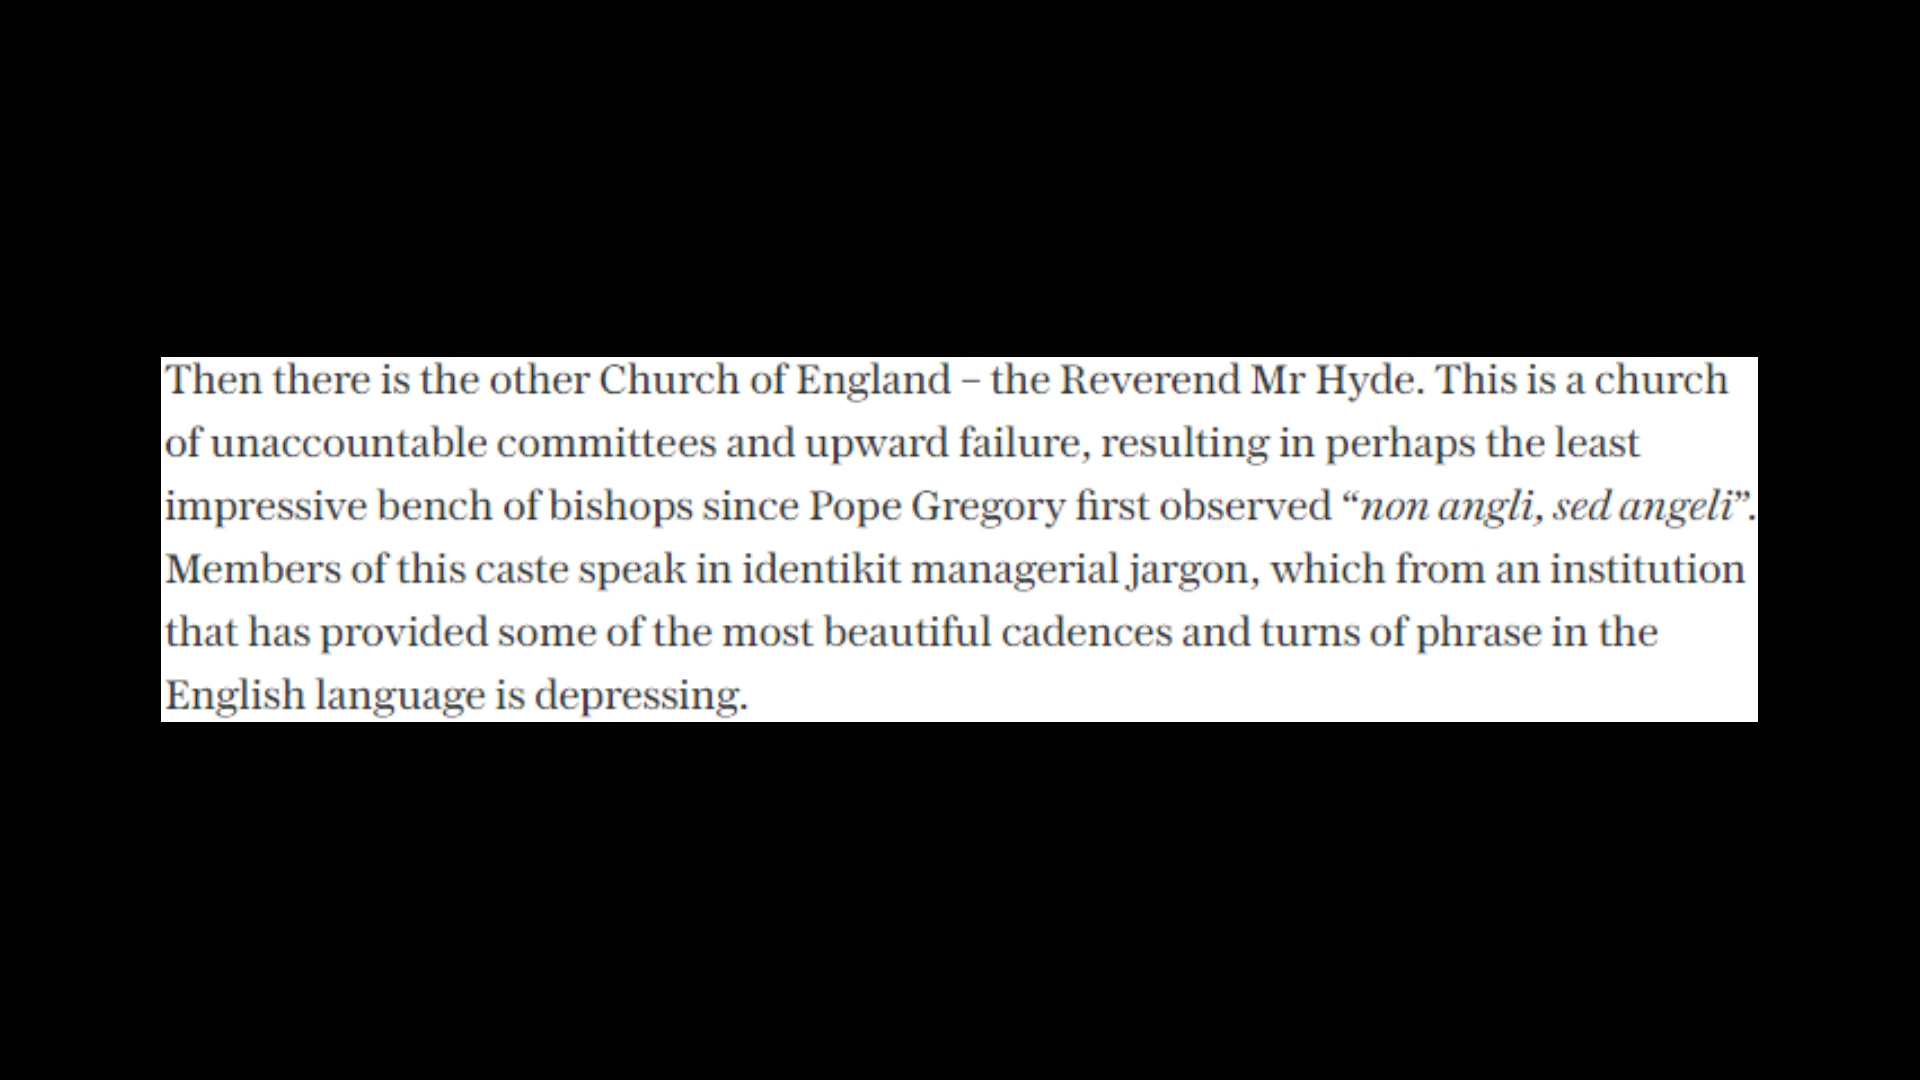 Then there is the other Church of England – the Reverend Mr Hyde. This is a church
of unaccountable committees and upward failure, resulting in perhaps the least
impressive bench of bishops since Pope Gregory first observed “non angli, sed angeli”.
Members of this caste speak in identikit managerial jargon, which from an institution
that has provided some of the most beautiful cadences and turns of phrase in the
English language is depressing.